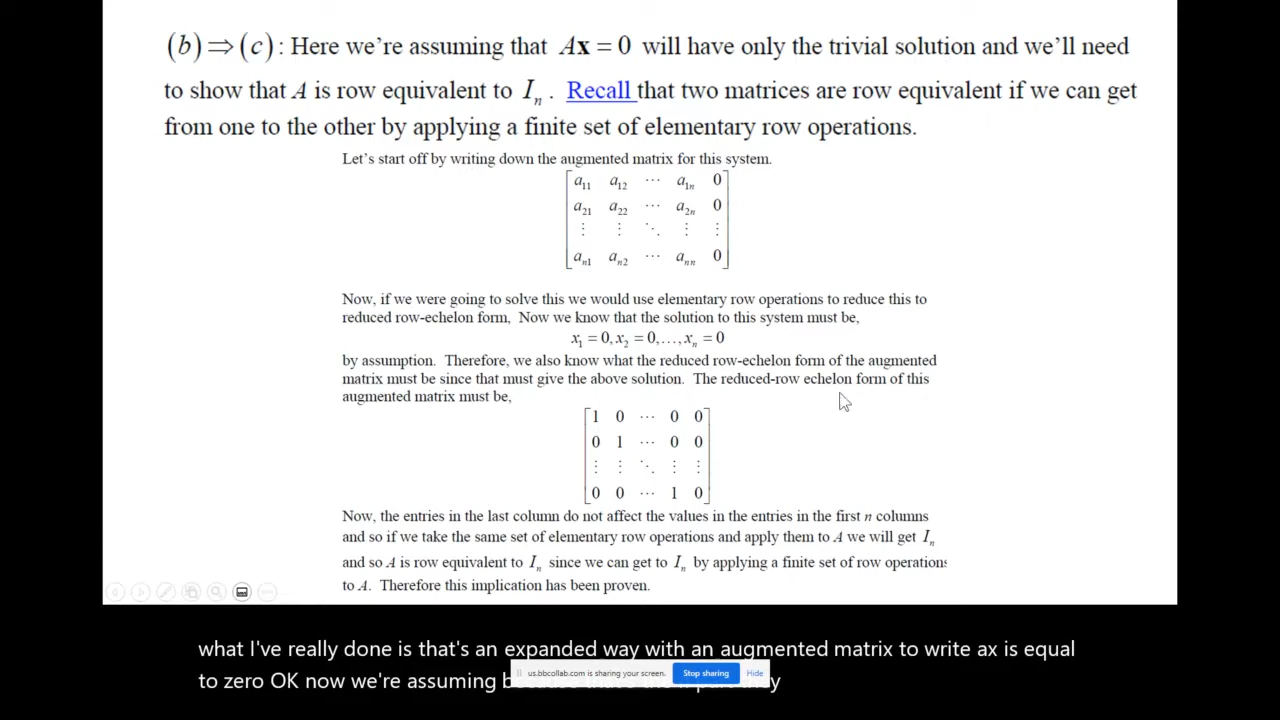 (b) ⇒ (c): Here we're assuming that Ax = 0 will have only the trivial solution and we'll need
to show that A is row equivalent to Iₙ. Recall that two matrices are row equivalent if we can get
from one to the other by applying a finite set of elementary row operations.
Let's start off by writing down the augmented matrix for this system.
a₁₁ a₁₂ ⋯ a₁ₙ 0
a₂₁ a₂₂ ⋯ a₂ₙ 0
⋮ ⋮ ⋱ ⋮ ⋮
aₙ₁ aₙ₂ ⋯ aₙₙ 0
Now, if we were going to solve this we would use elementary row operations to reduce this to
reduced row-echelon form, Now we know that the solution to this system must be,
x₁ = 0, x₂ = 0, …, xₙ = 0
by assumption. Therefore, we also know what the reduced row-echelon form of the augmented
matrix must be since that must give the above solution. The reduced-row echelon form of this
augmented matrix must be,
1 0 ⋯ 0 0
0 1 ⋯ 0 0
⋮ ⋮ ⋱ ⋮ ⋮
0 0 ⋯ 1 0
Now, the entries in the last column do not affect the values in the entries in the first n columns
and so if we take the same set of elementary row operations and apply them to A we will get Iₙ
and so A is row equivalent to Iₙ since we can get to Iₙ by applying a finite set of row operations
to A. Therefore this implication has been proven.
what I've really done is that's an expanded way with an augmented matrix to write ax is equal
to zero OK now we're assuming
us.bbcollab.com is sharing your screen. Stop sharing Hide